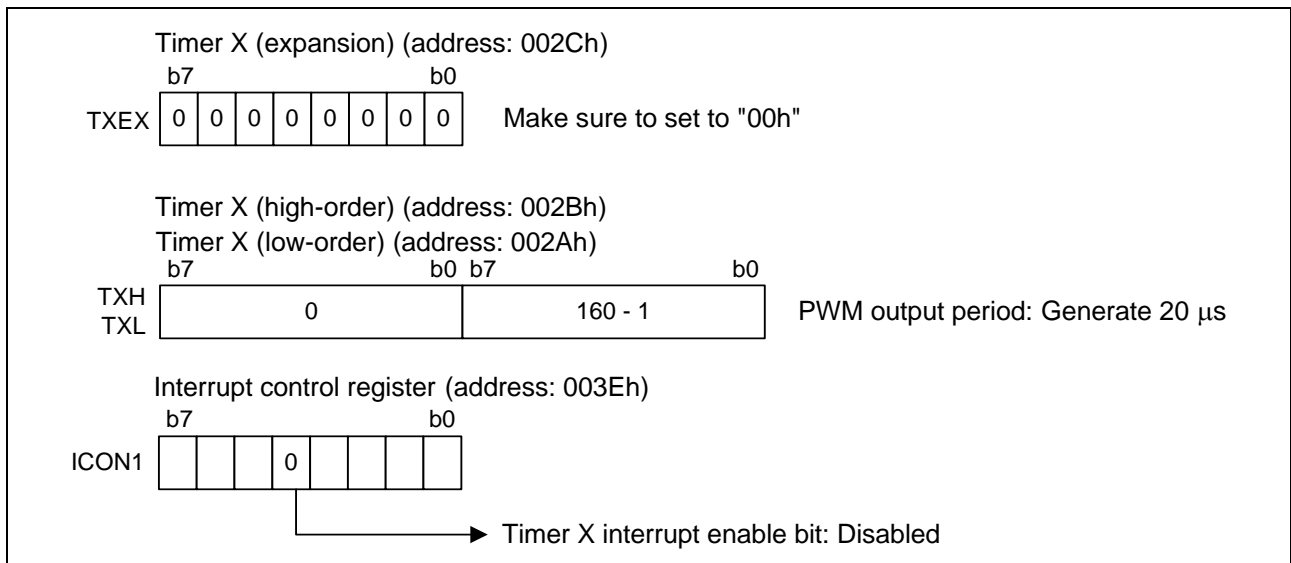 Timer X (expansion) (address: 002Ch)
b7 b0
TXEX 0 0 0 0 0 0 0 0 Make sure to set to "00h"
Timer X (high-order) (address: 002Bh)
Timer X (low-order) (address: 002Ah)
b7 b0 b7 b0
TXH
TXL 0 160 - 1 PWM output period: Generate 20 μs
Interrupt control register (address: 003Eh)
b7 b0
ICON1 0
Timer X interrupt enable bit: Disabled